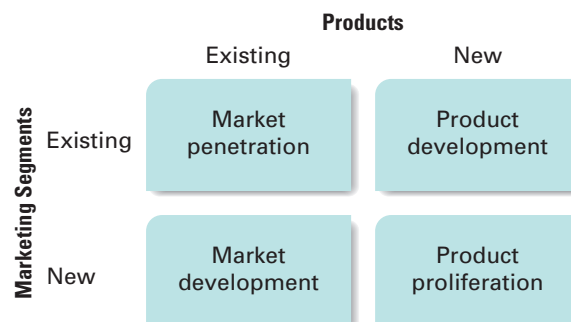 Products
Existing
New
Marketing Segments
Existing
Market
penetration
Product
development
New
Market
development
Product
proliferation